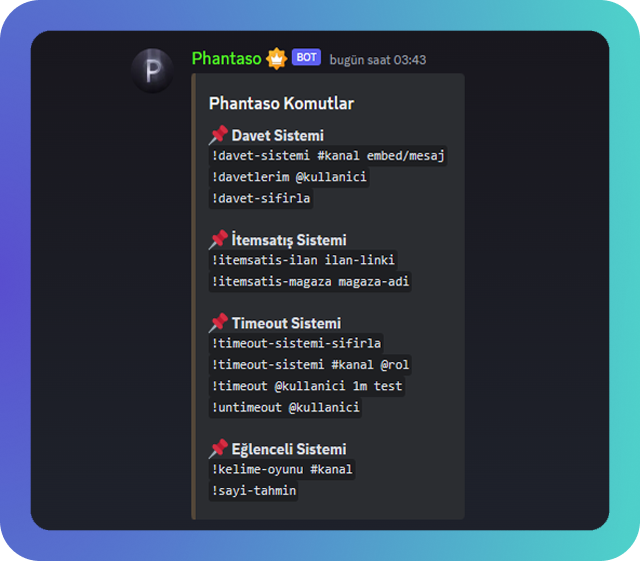 P
Phantaso BOT bugün saat 03:43
Phantaso Komutlar
Davet Sistemi
!davet-sistemi #kanal embed/mesaj
!davetlerim @kullanici
!davet-sifirla
İtemsatış Sistemi
!itemsatis-ilan ilan-linki
!itemsatis-magaza magaza-adi
Timeout Sistemi
!timeout-sistemi-sifirla
!timeout-sistemi #kanal @rol
!timeout @kullanici 1m test
!untimeout @kullanici
Eğlenceli Sistemi
!kelime-oyunu #kanal
!sayi-tahmin